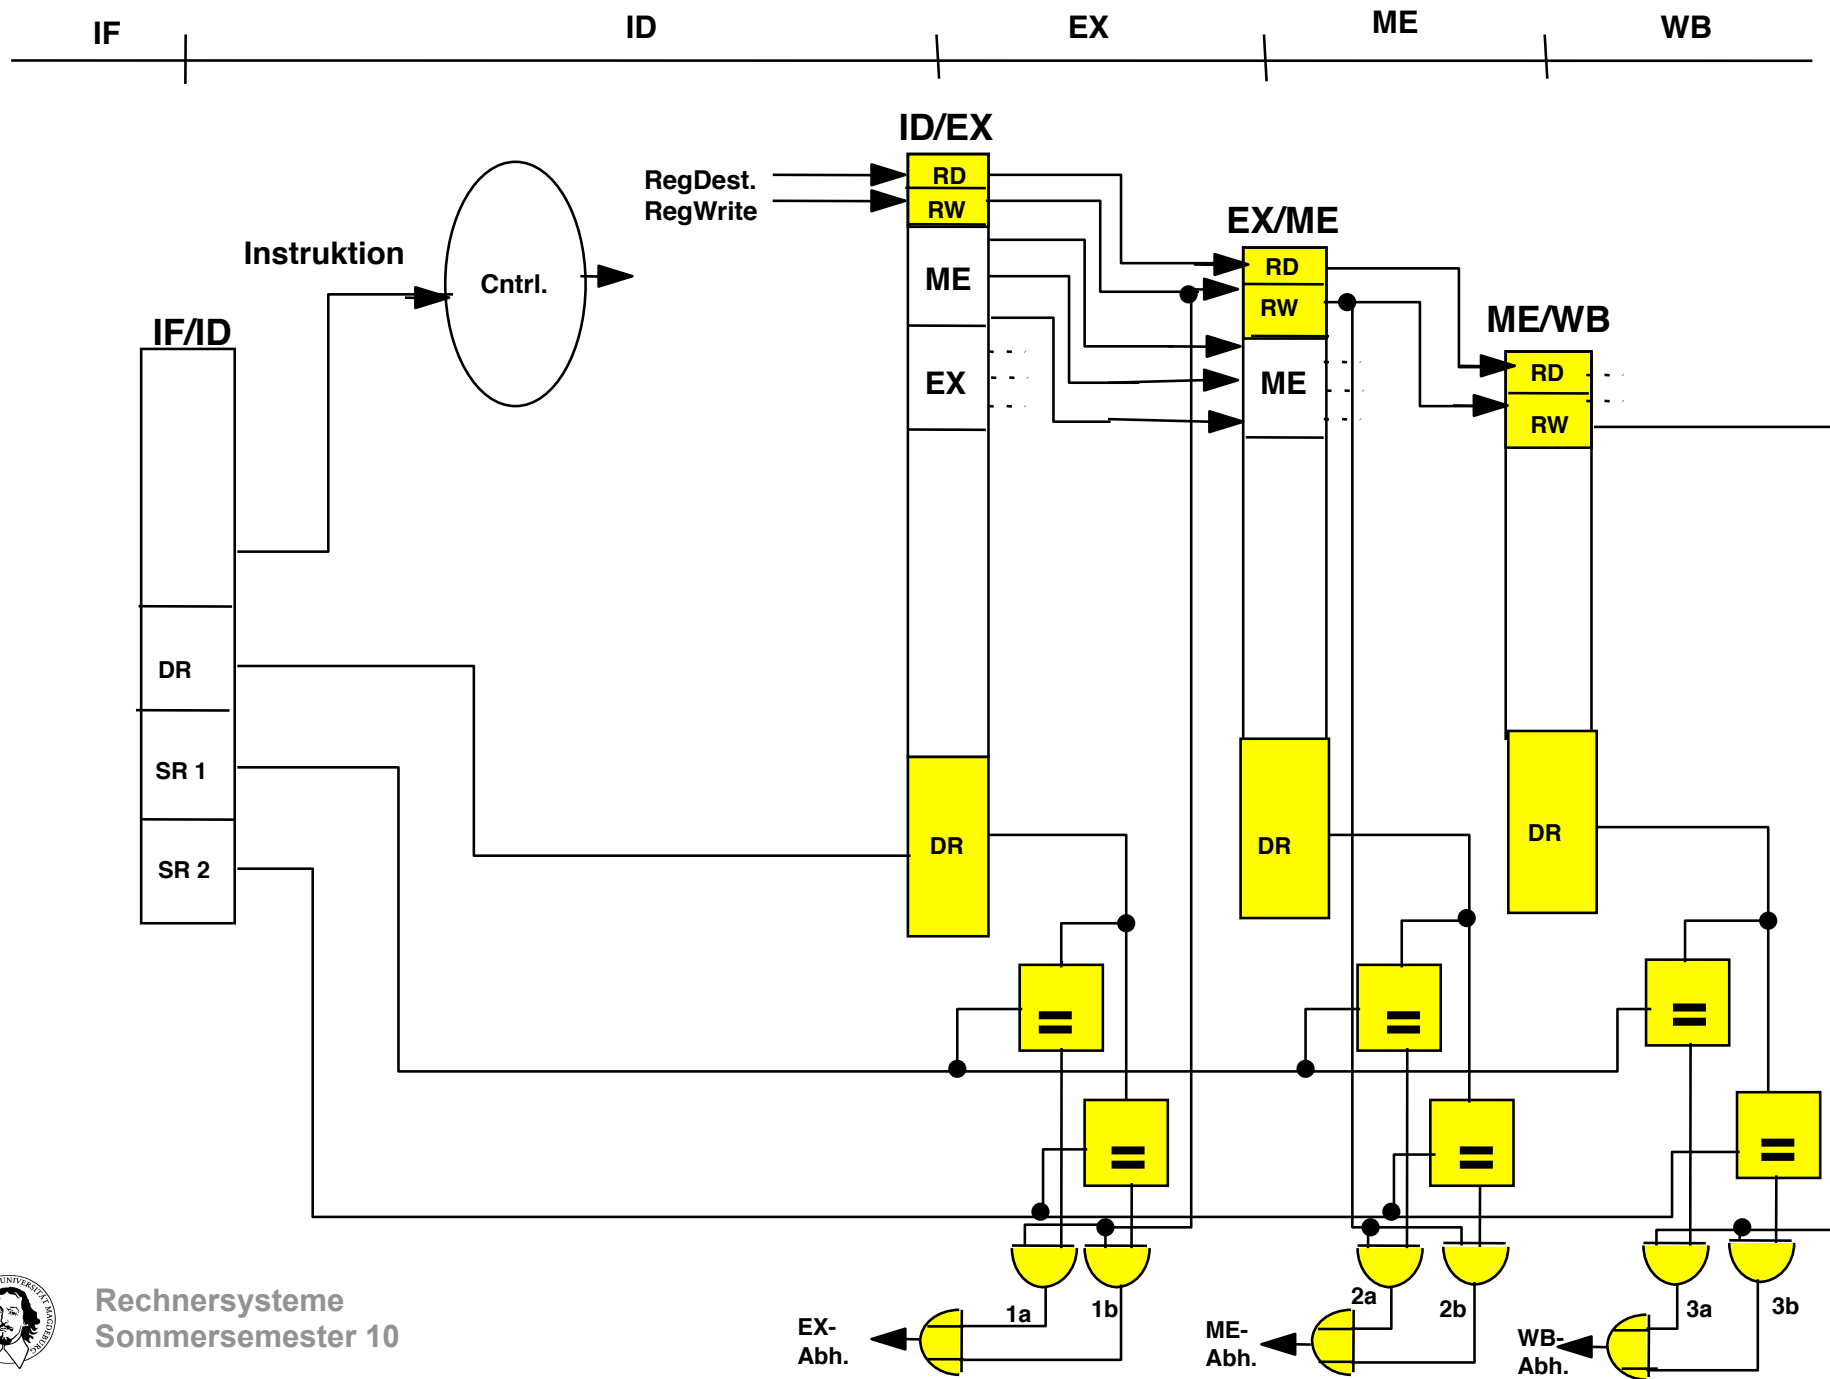 IF
ID
EX
ME
WB
ID/EX
RegDest.
RegWrite
RD
RW
ME
EX
DR
EX/ME
RD
RW
ME
DR
ME/WB
RD
RW
DR
Instruktion
Cntrl.
IF/ID
DR
SR 1
SR 2
=
=
=
=
=
=
1a
1b
2a
2b
3a
3b
EX-
Abh.
ME-
Abh.
WB-
Abh.
Rechnersysteme
Sommersemester 10